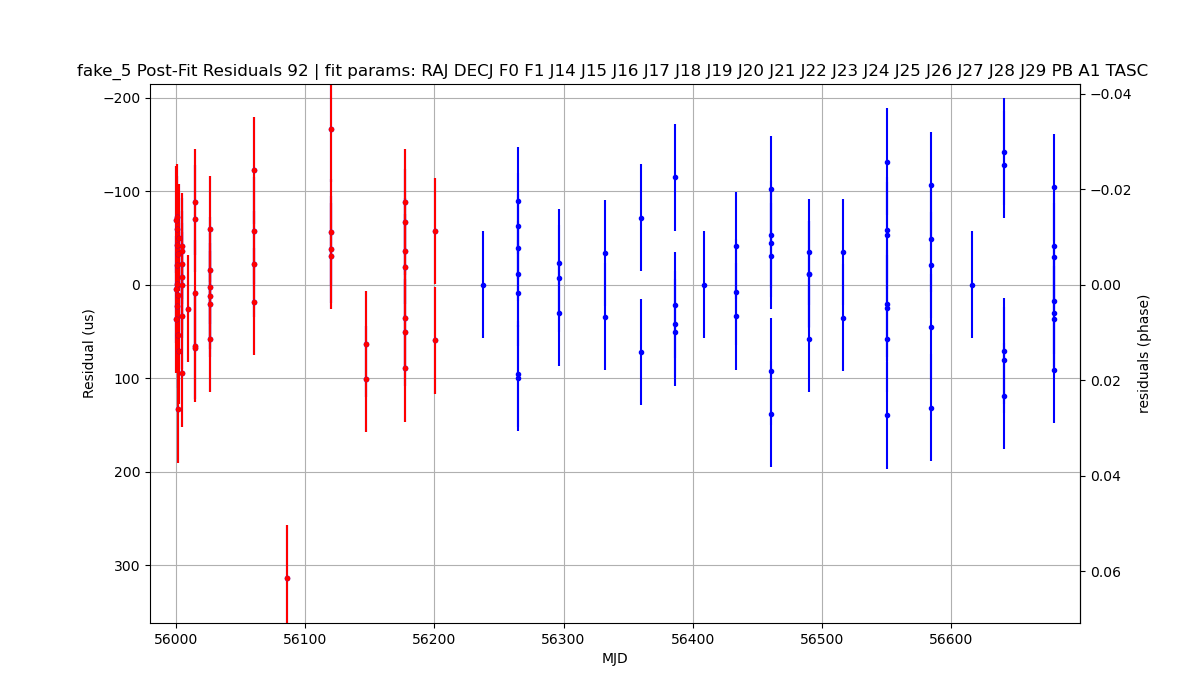 fake_5 Post-Fit Residuals 92 | fit params: RAJ DECJ F0 F1 J14 J15 J16 J17 J18 J19 J20 J21 J22 J23 J24 J25 J26 J27 J28 J29 PB A1 TASC
−200
−100
0
100
200
300
Residual (us)
−0.04
−0.02
0.00
0.02
0.04
0.06
residuals (phase)
56000 56100 56200 56300 56400 56500 56600
MJD